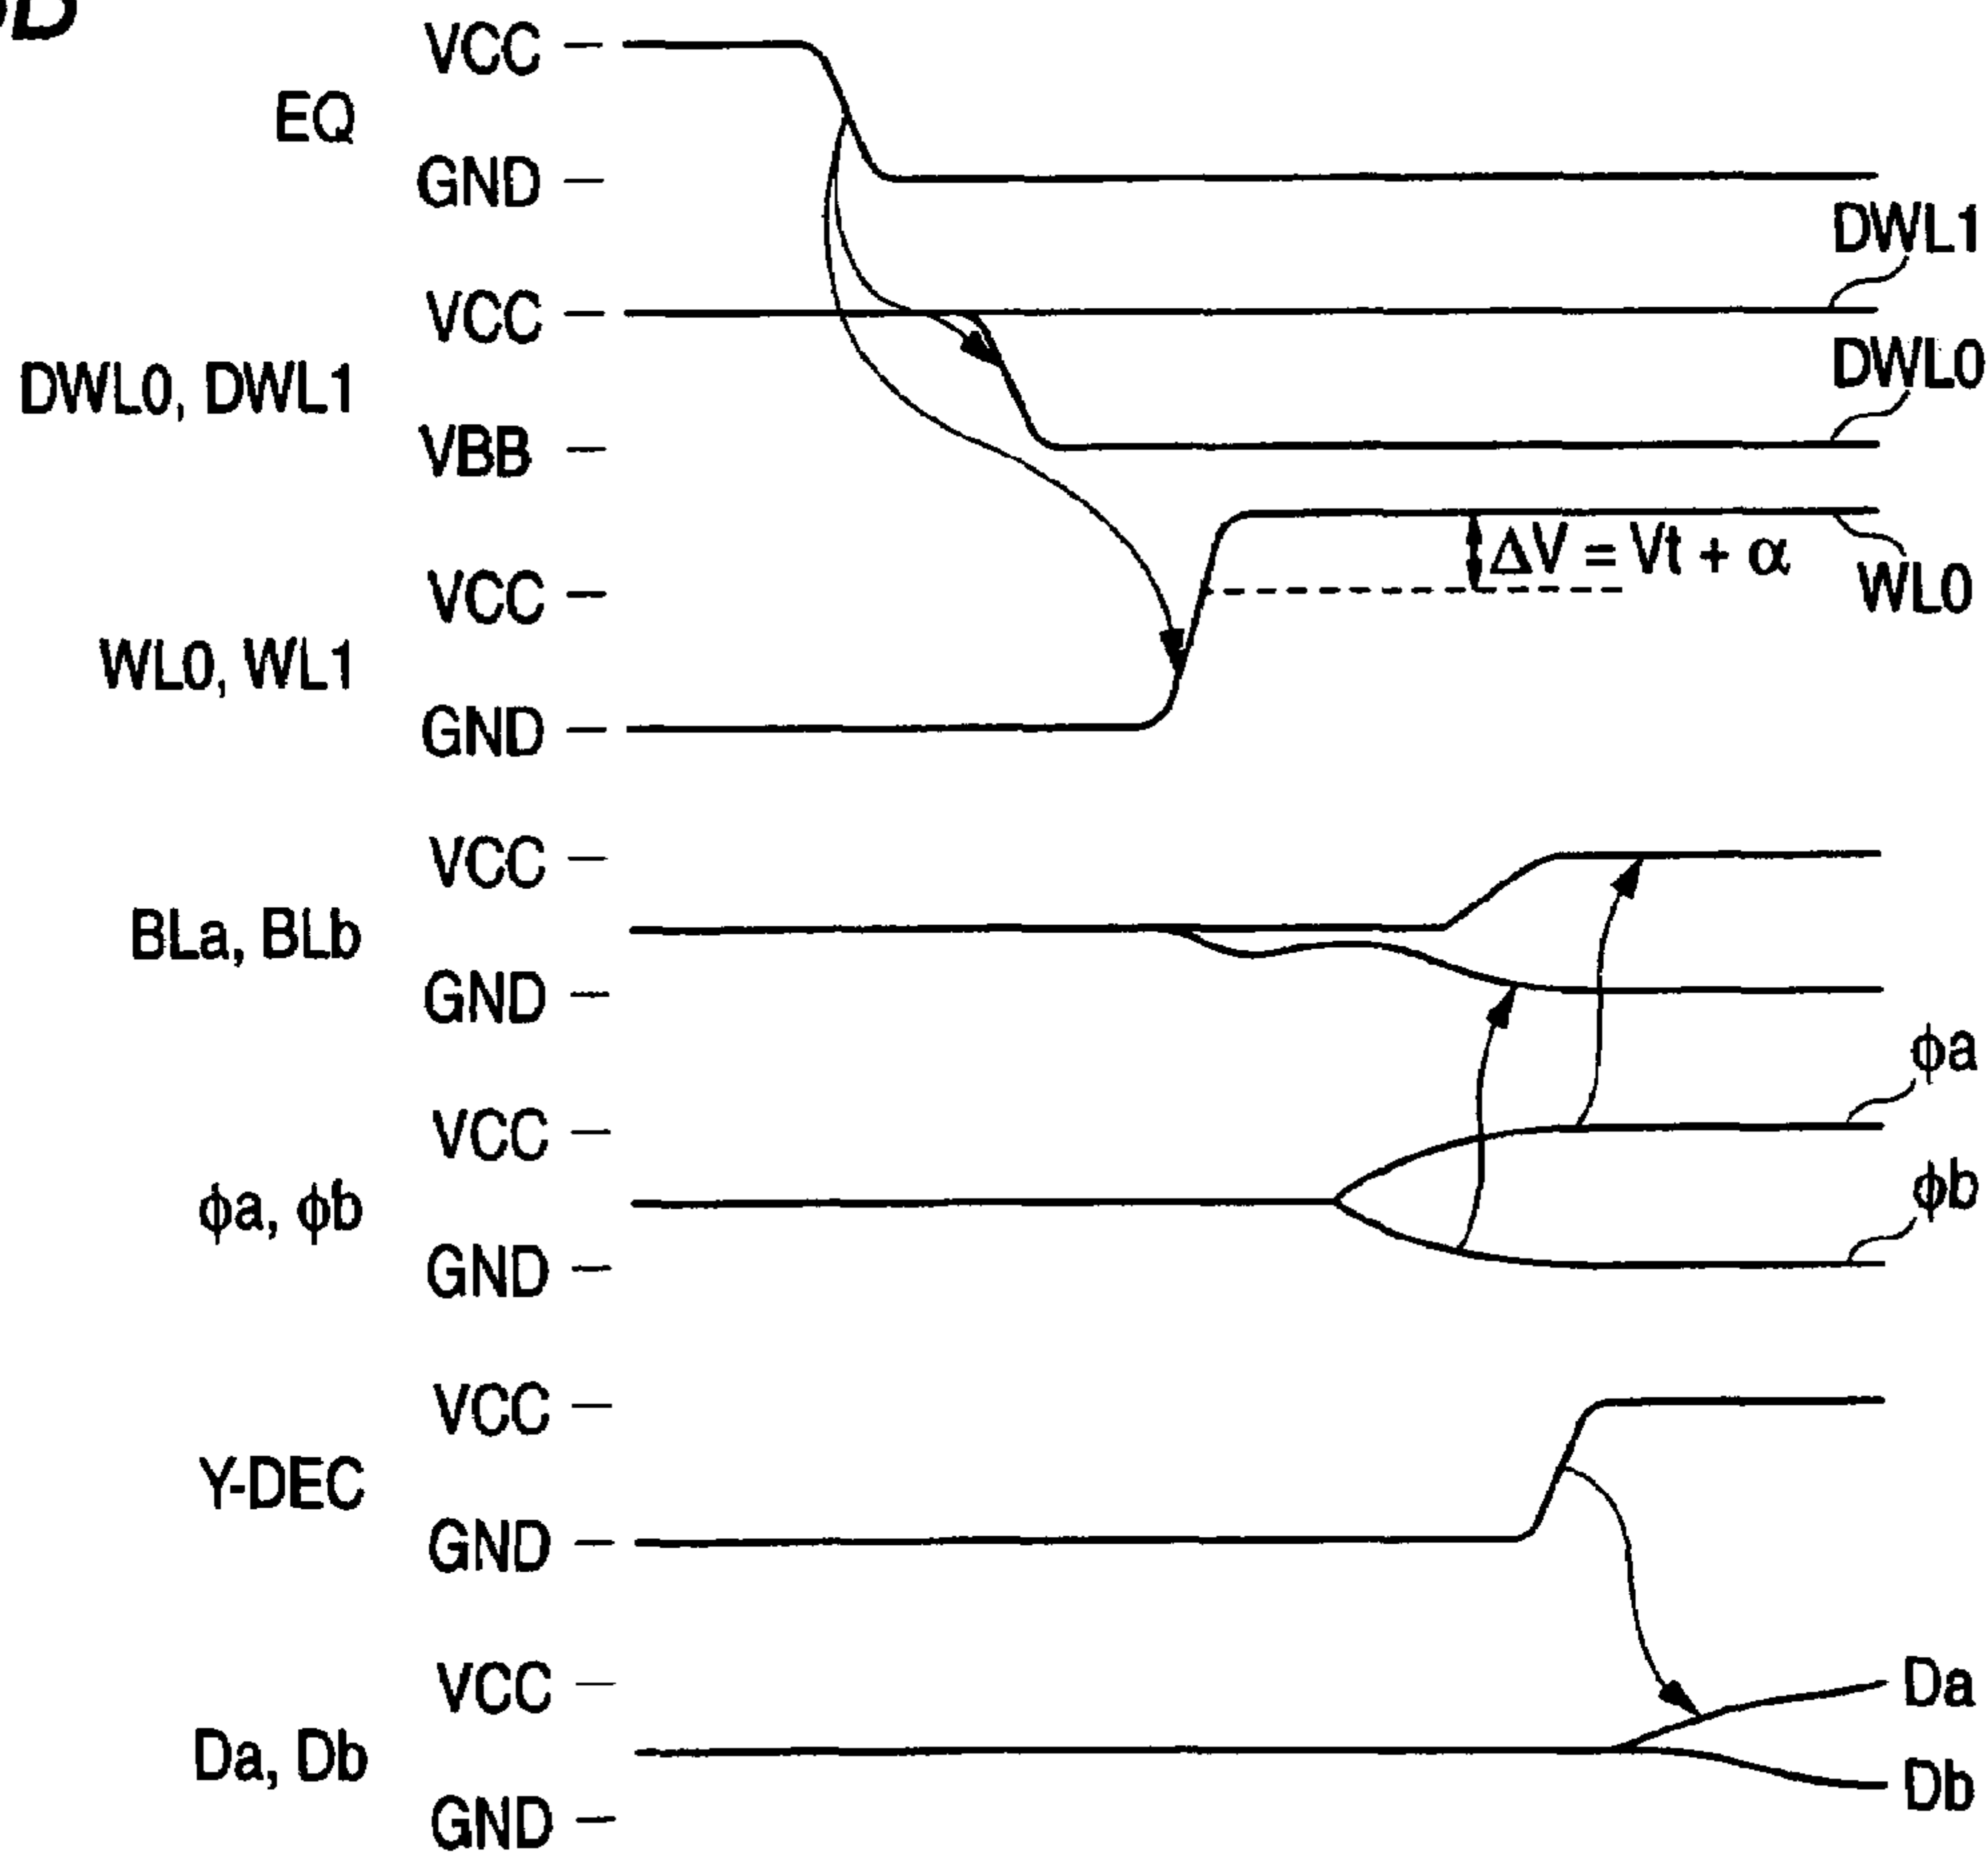 VCC
EQ
GND
DWL1
VCC
DWL0
DWL0, DWL1
VBB
ΔV = Vt + α
VCC
WL0
WL0, WL1
GND
VCC
BLa, BLb
GND
ϕa
VCC
ϕb
ϕa, ϕb
GND
VCC
Y-DEC
GND
VCC
Da
Da, Db
Db
GND